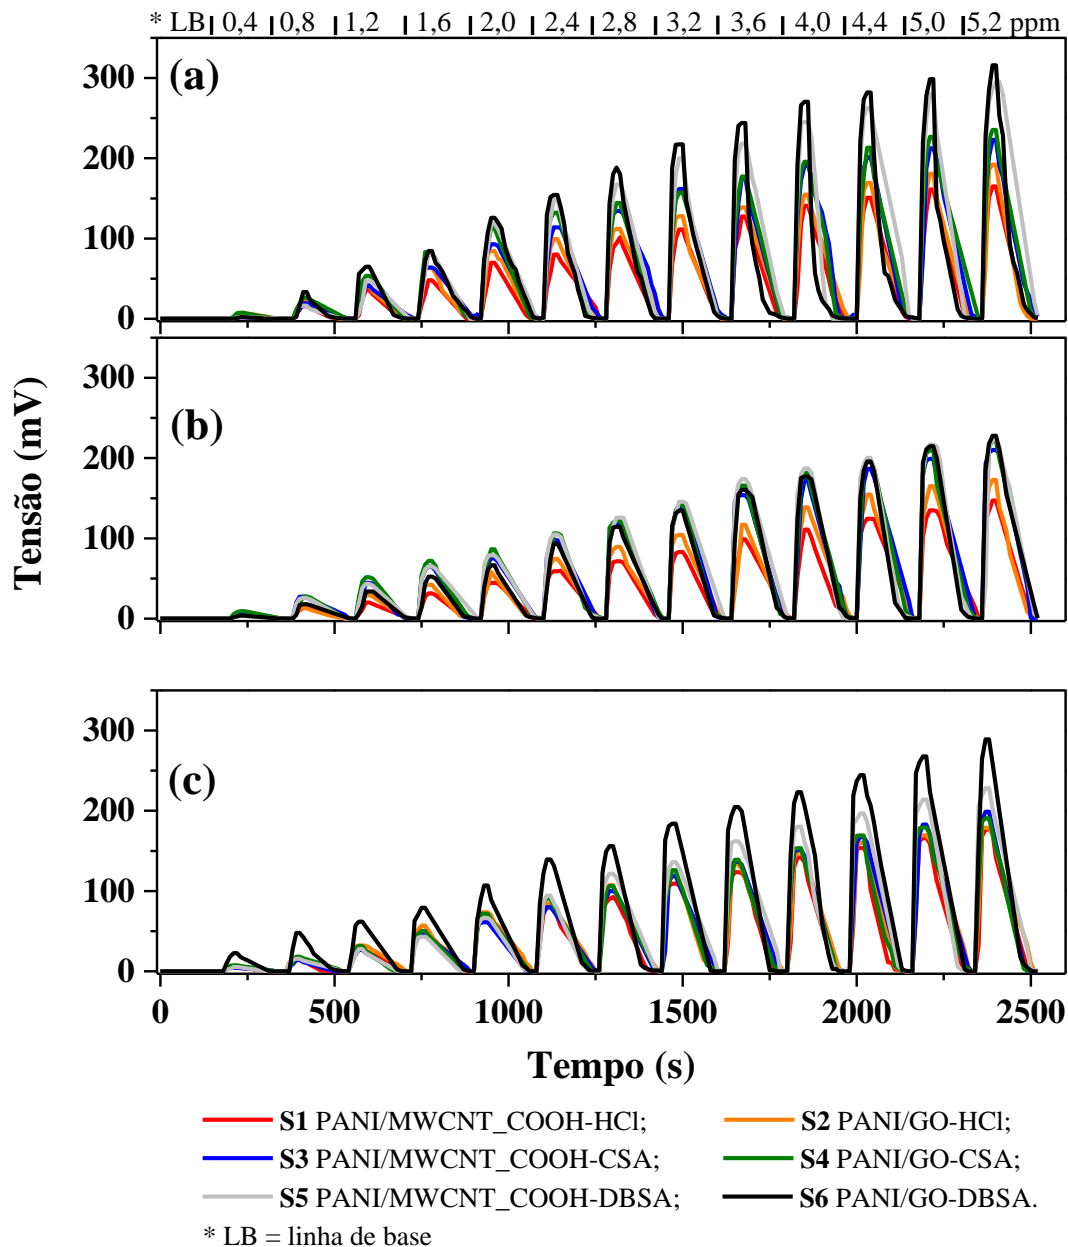 * LB 0,4 0,8 1,2 1,6 2,0 2,4 2,8 3,2 3,6 4,0 4,4 5,0 5,2 ppm
(a)
300
200
100
0
(b)
300
200
100
0
Tensão (mV)
(c)
300
200
100
0
0 500 1000 1500 2000 2500
Tempo (s)
S1 PANI/MWCNT_COOH-HCl; S2 PANI/GO-HCl;
S3 PANI/MWCNT_COOH-CSA; S4 PANI/GO-CSA;
S5 PANI/MWCNT_COOH-DBSA; S6 PANI/GO-DBSA.
* LB = linha de base